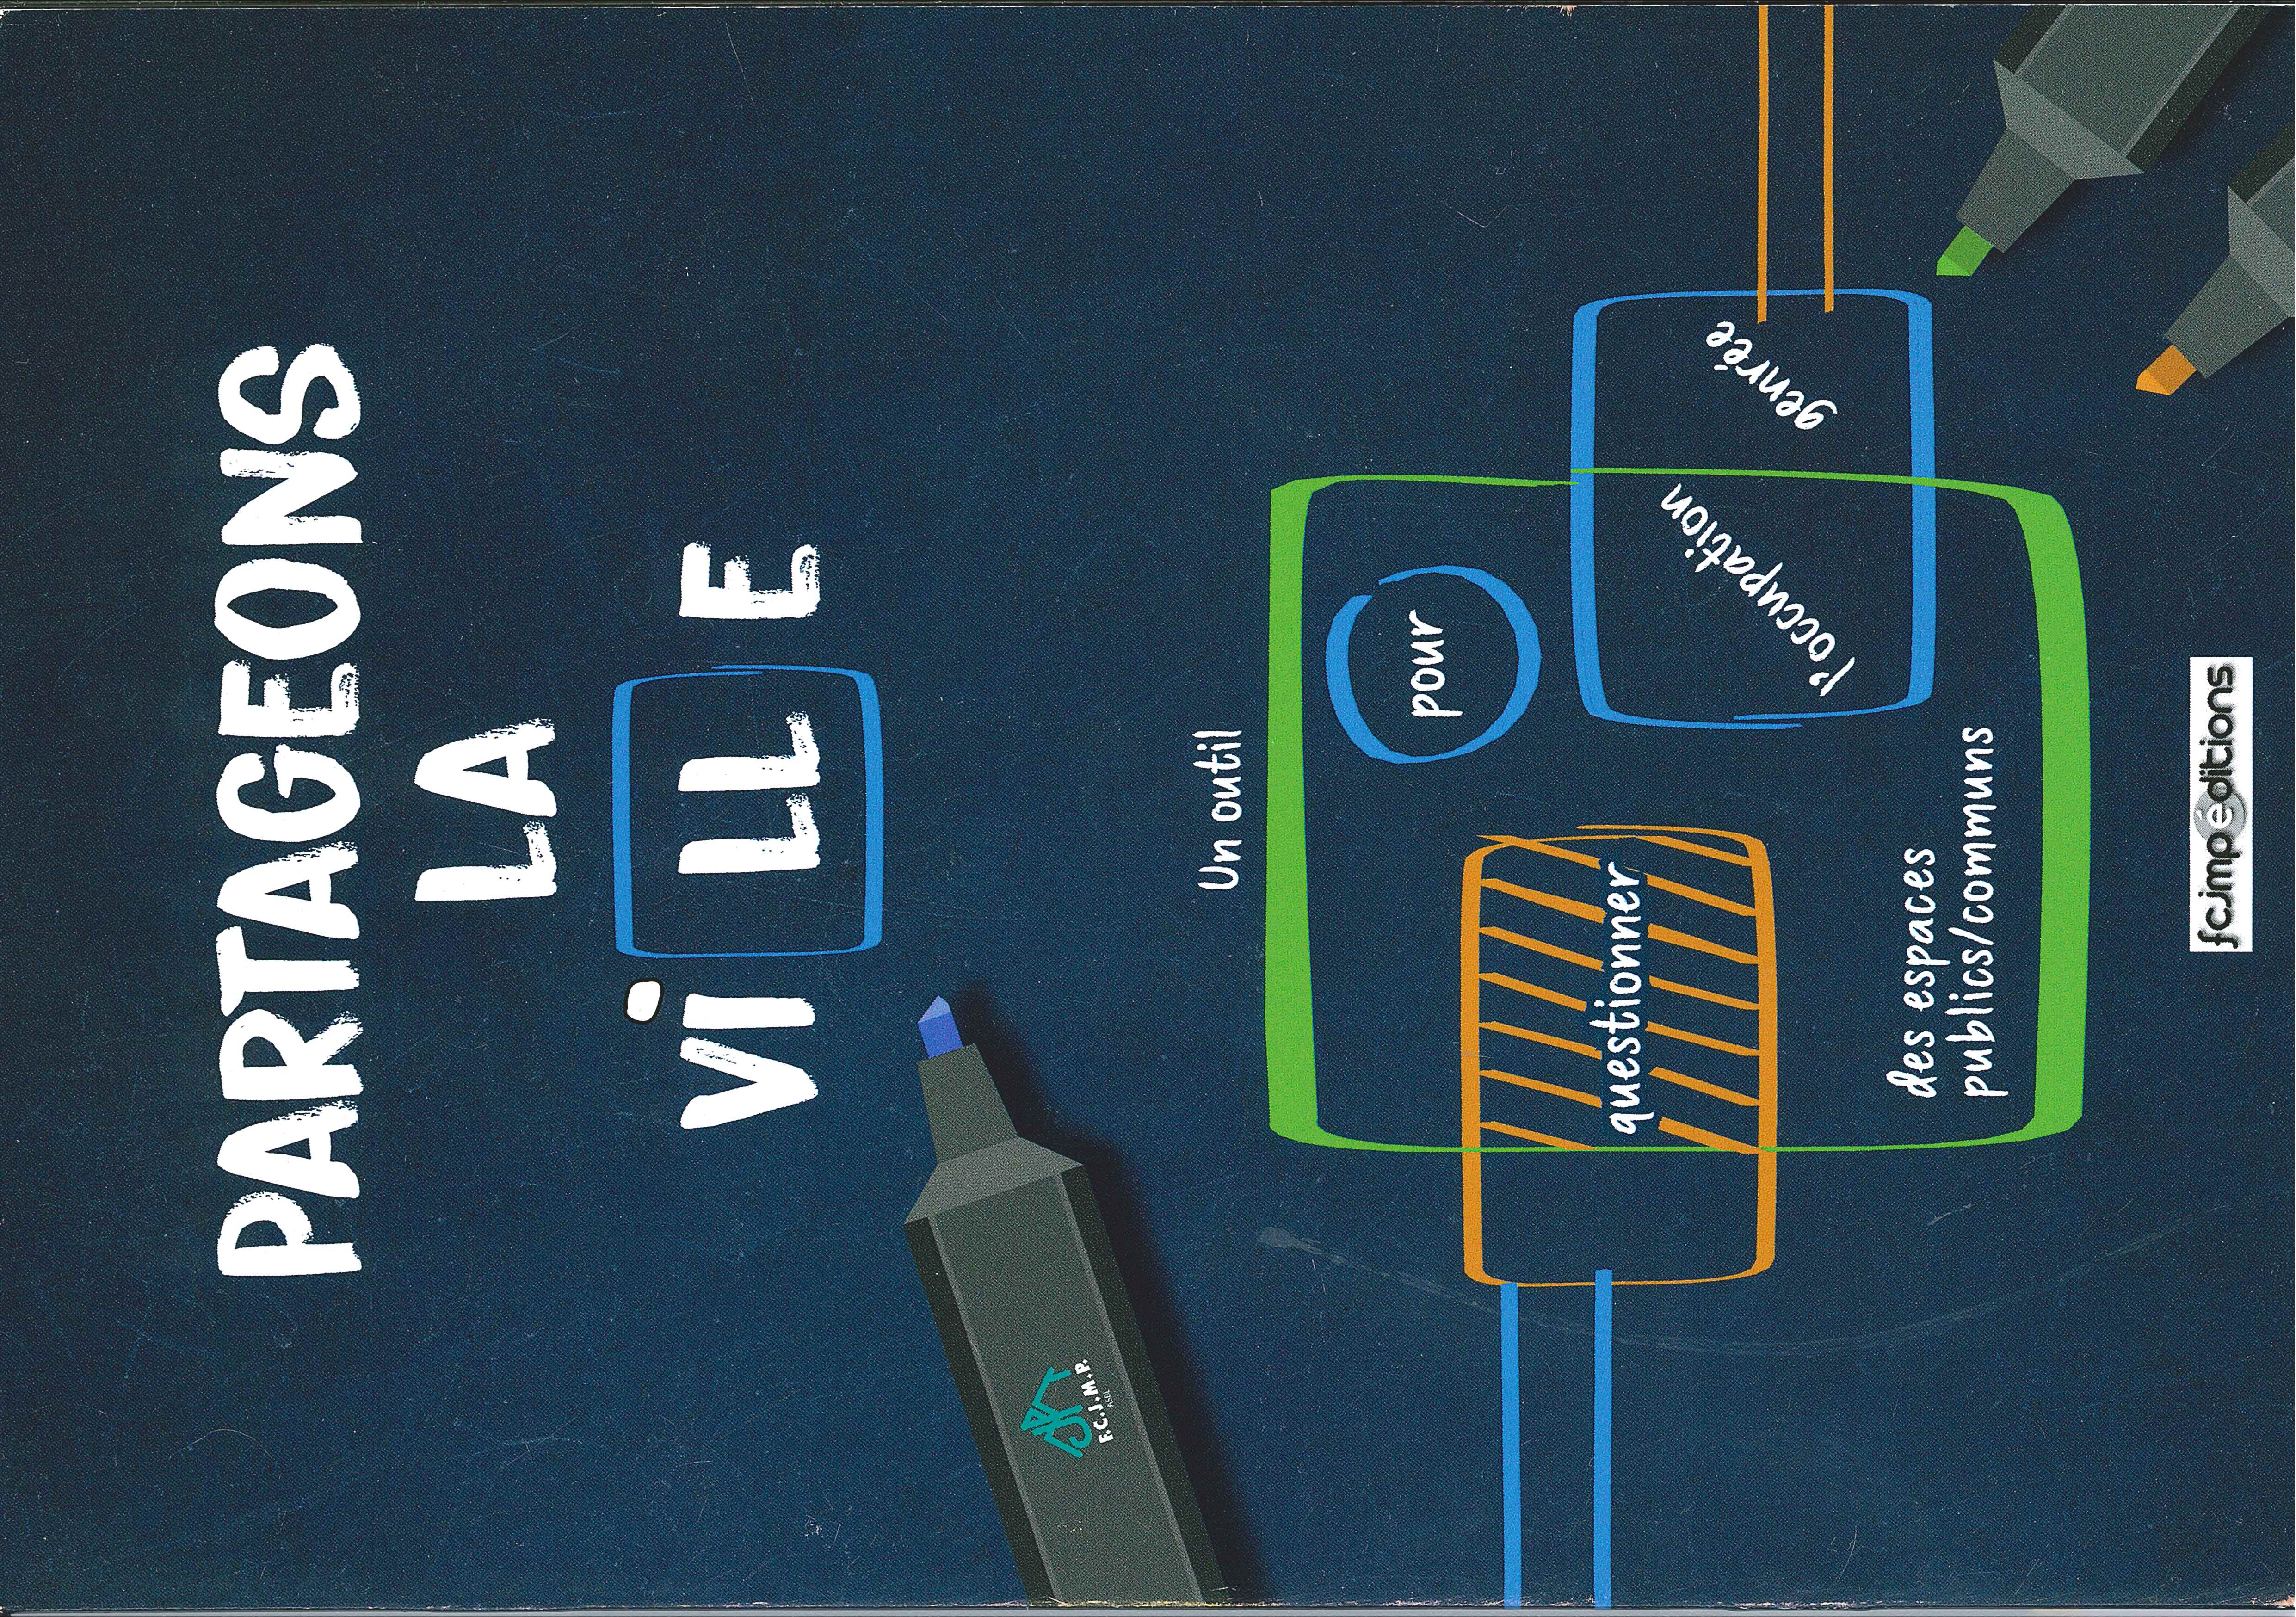 PARTAGEONS
LA
ViLLE
F.C.J.M.P.
ASBL
Un outil
pour
questionner
l'occupation
genrée
des espaces
publics/communs
fcjmpéditions